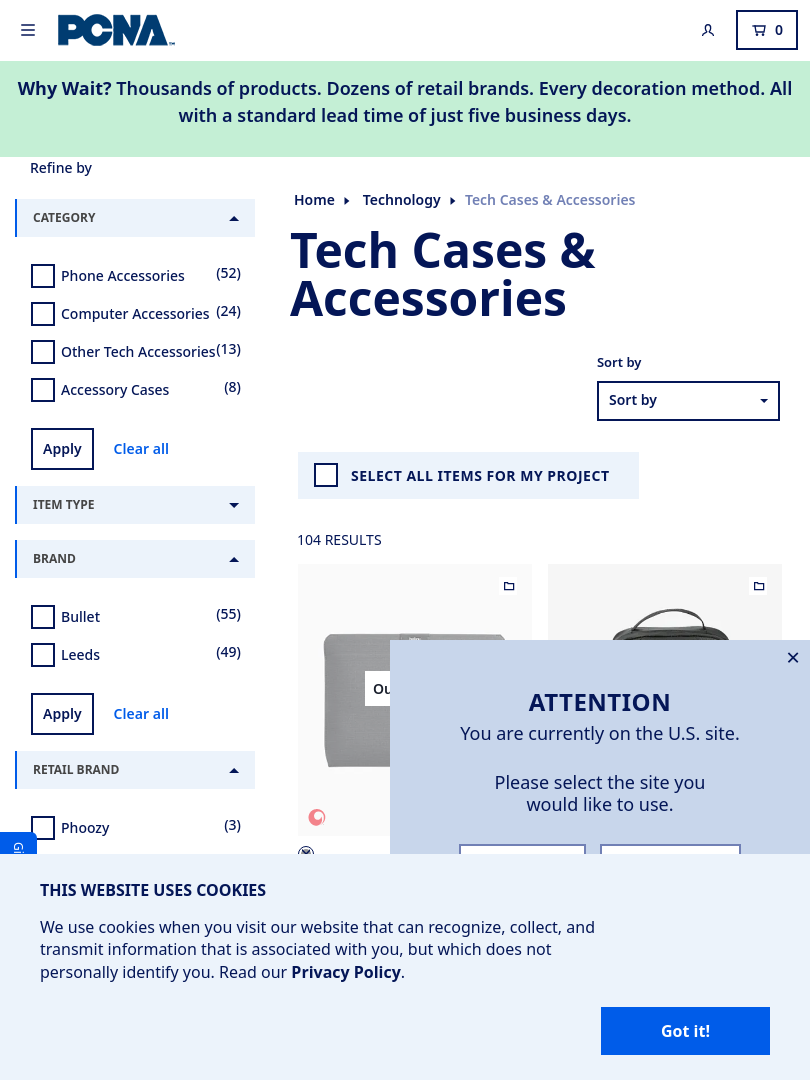 PCNA
0
Why Wait? Thousands of products. Dozens of retail brands. Every decoration method. All
with a standard lead time of just five business days.
Refine by
Home
Technology
Tech Cases & Accessories
CATEGORY
Tech Cases &
Accessories
Phone Accessories (52)
Computer Accessories (24)
Other Tech Accessories (13)
Accessory Cases (8)
Sort by
Sort by
Apply
Clear all
SELECT ALL ITEMS FOR MY PROJECT
ITEM TYPE
104 RESULTS
BRAND
Bullet (55)
Leeds (49)
Apply
Clear all
ATTENTION
You are currently on the U.S. site.
Please select the site you
would like to use.
RETAIL BRAND
Phoozy (3)
THIS WEBSITE USES COOKIES
We use cookies when you visit our website that can recognize, collect, and
transmit information that is associated with you, but which does not
personally identify you. Read our Privacy Policy.
Got it!